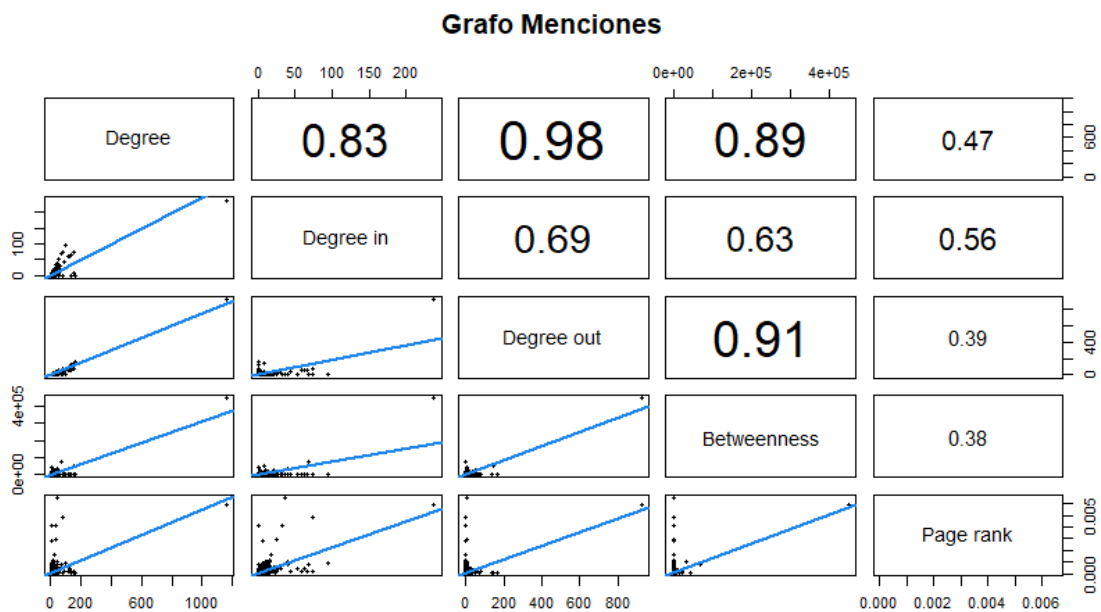 Grafo Menciones
0 50 100 150 200
0e+00 2e+05 4e+05
Degree 0.83 0.98 0.89 0.47
0 600
0 100
Degree in 0.69 0.63 0.56
Degree out 0.91 0.39
0 400
0e+00 4e+05
Betweenness 0.38
Page rank
0.000 0.005
0 200 600 1000
0 200 400 600 800
0.000 0.002 0.004 0.006